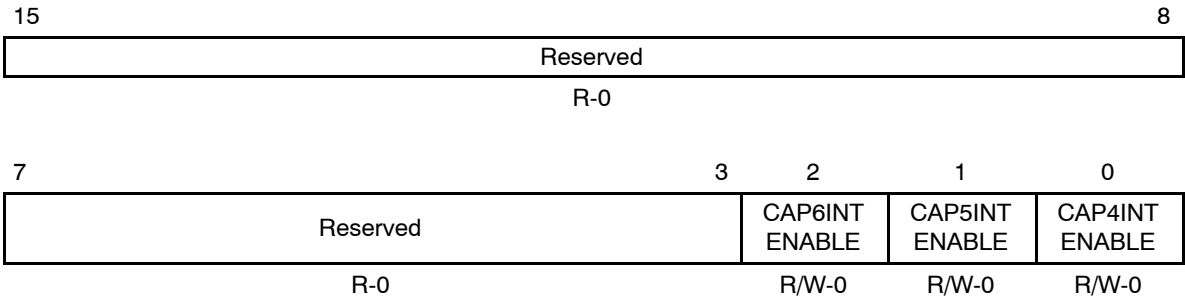 15 8
Reserved
R-0
7 3 2 1 0
Reserved CAP6INT ENABLE CAP5INT ENABLE CAP4INT ENABLE
R-0 R/W-0 R/W-0 R/W-0